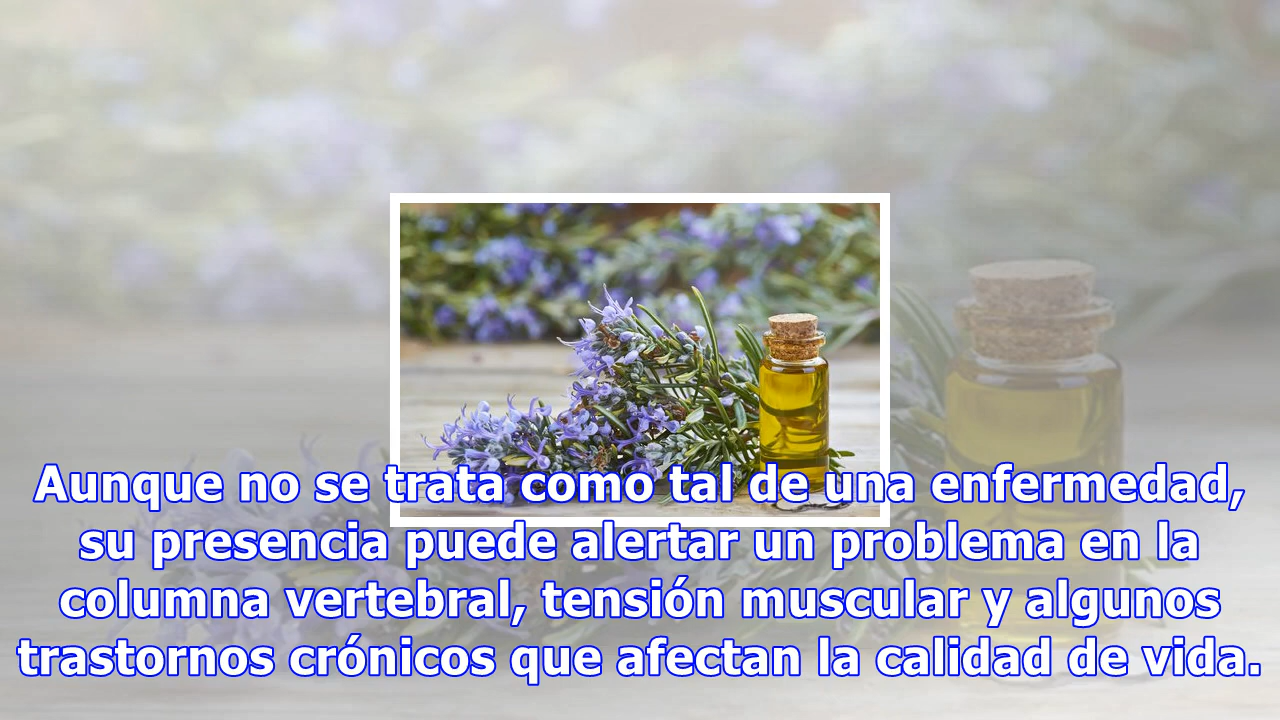 Aunque no se trata como tal de una enfermedad,
su presencia puede alertar un problema en la
columna vertebral, tensión muscular y algunos
trastornos crónicos que afectan la calidad de vida.